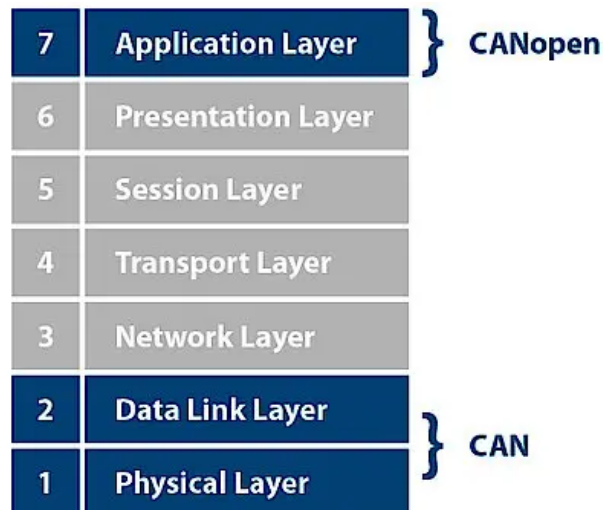 7 Application Layer } CANopen
6 Presentation Layer
5 Session Layer
4 Transport Layer
3 Network Layer
2 Data Link Layer
} CAN
1 Physical Layer